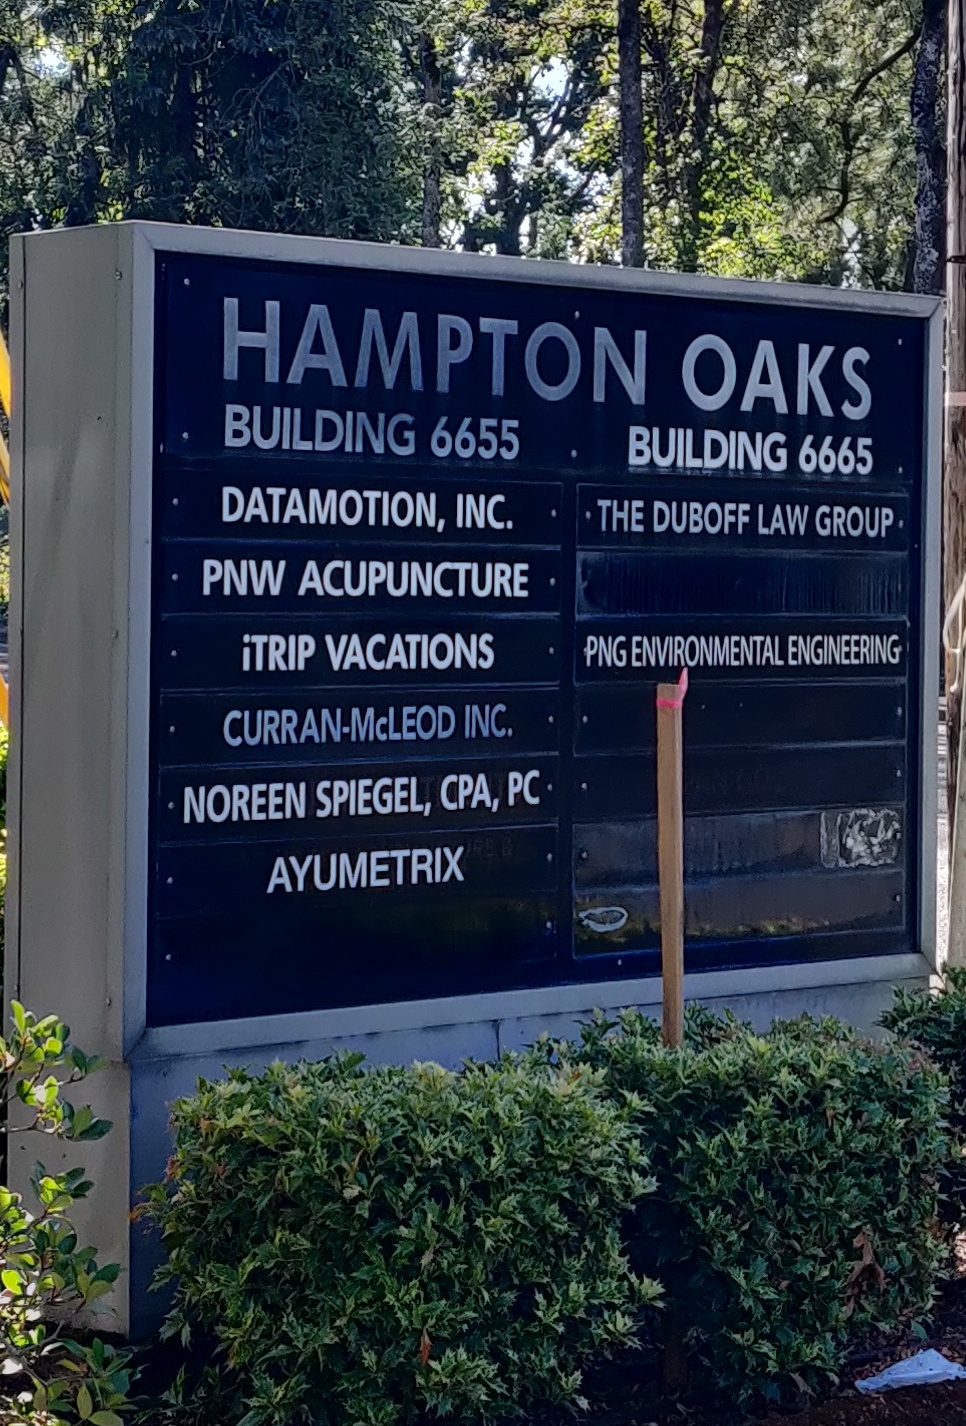 HAMPTON OAKS
BUILDING 6655
DATAMOTION, INC.
PNW ACUPUNCTURE
iTRIP VACATIONS
CURRAN-McLEOD INC.
NOREEN SPIEGEL, CPA, PC
AYUMETRIX
BUILDING 6665
THE DUBOFF LAW GROUP
PNG ENVIRONMENTAL ENGINEERING